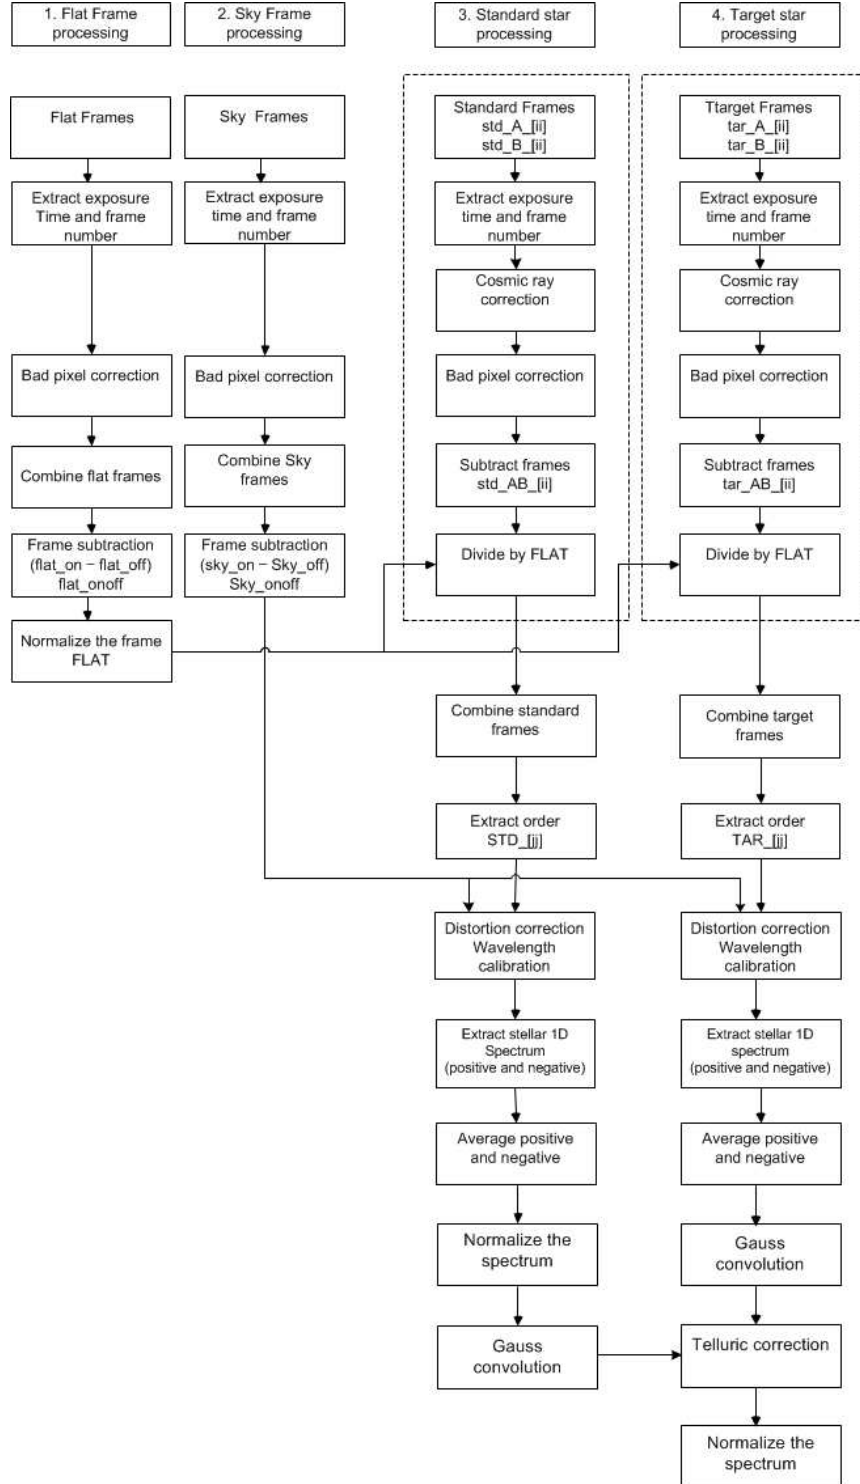 1. Flat Frame
processing
2. Sky Frame
processing
3. Standard star
processing
4. Target star
processing
Flat Frames
Sky Frames
Standard Frames
std_A_[ii]
std_B_[ii]
Ttarget Frames
tar_A_[ii]
tar_B_[ii]
Extract exposure
Time and frame
number
Extract exposure
time and frame
number
Extract exposure
time and frame
number
Extract exposure
time and frame
number
Cosmic ray
correction
Cosmic ray
correction
Bad pixel correction
Bad pixel correction
Bad pixel correction
Bad pixel correction
Combine flat frames
Combine Sky
frames
Subtract frames
std_AB_[ii]
Subtract frames
tar_AB_[ii]
Frame subtraction
(flat_on − flat_off)
flat_onoff
Frame subtraction
(sky_on − Sky_off)
Sky_onoff
Divide by FLAT
Divide by FLAT
Normalize the frame
FLAT
Combine standard
frames
Combine target
frames
Extract order
STD_[jj]
Extract order
TAR_[jj]
Distortion correction
Wavelength
calibration
Distortion correction
Wavelength
calibration
Extract stellar 1D
Spectrum
(positive and negative)
Extract stellar 1D
spectrum
(positive and negative)
Average positive
and negative
Average positive
and negative
Normalize the
spectrum
Gauss
convolution
Gauss
convolution
Telluric correction
Normalize the
spectrum